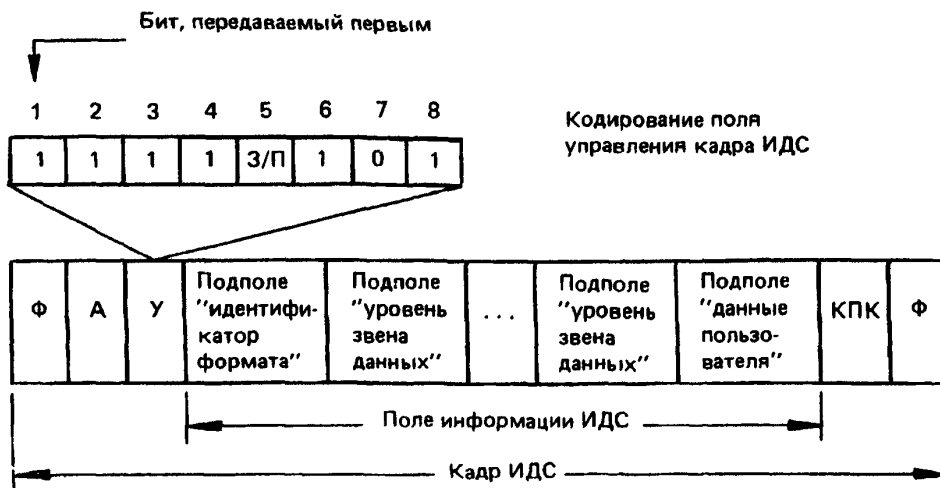 Бит, передаваемый первым
1 2 3 4 5 6 7 8
1 1 1 1 З/П 1 0 1
Кодирование поля
управления кадра ИДС
Ф
А
У
Подполе
"идентифи-
катор
формата"
Подполе
"уровень
звена
данных"
...
Подполе
"уровень
звена
данных"
Подполе
"данные
пользо-
вателя"
КПК
Ф
Поле информации ИДС
Кадр ИДС